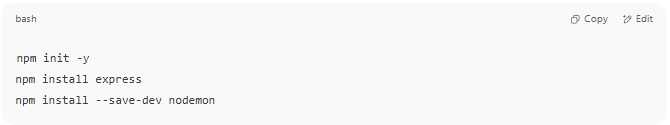 bash
Copy
Edit
npm init -y
npm install express
npm install --save-dev nodemon